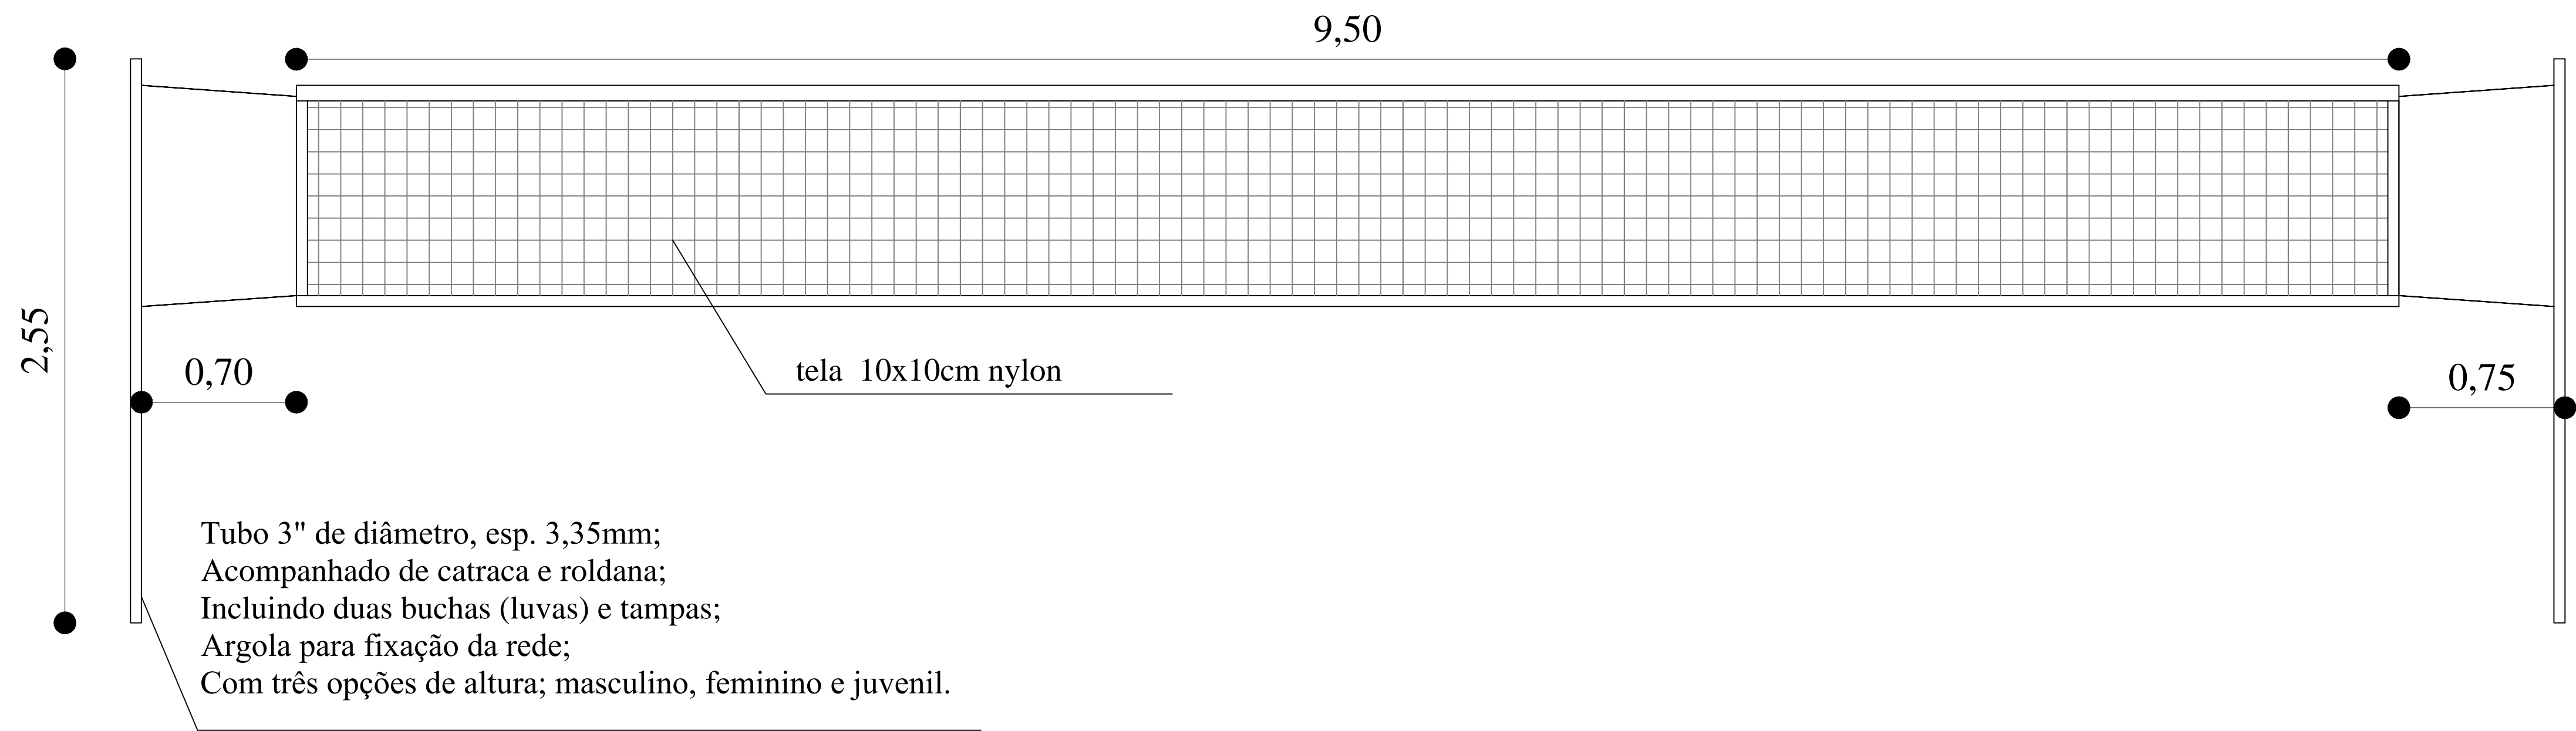 9,50
2,55
0,70
tela 10x10cm nylon
0,75
Tubo 3" de diâmetro, esp. 3,35mm;
Acompanhado de catraca e roldana;
Incluindo duas buchas (luvas) e tampas;
Argola para fixação da rede;
Com três opções de altura; masculino, feminino e juvenil.